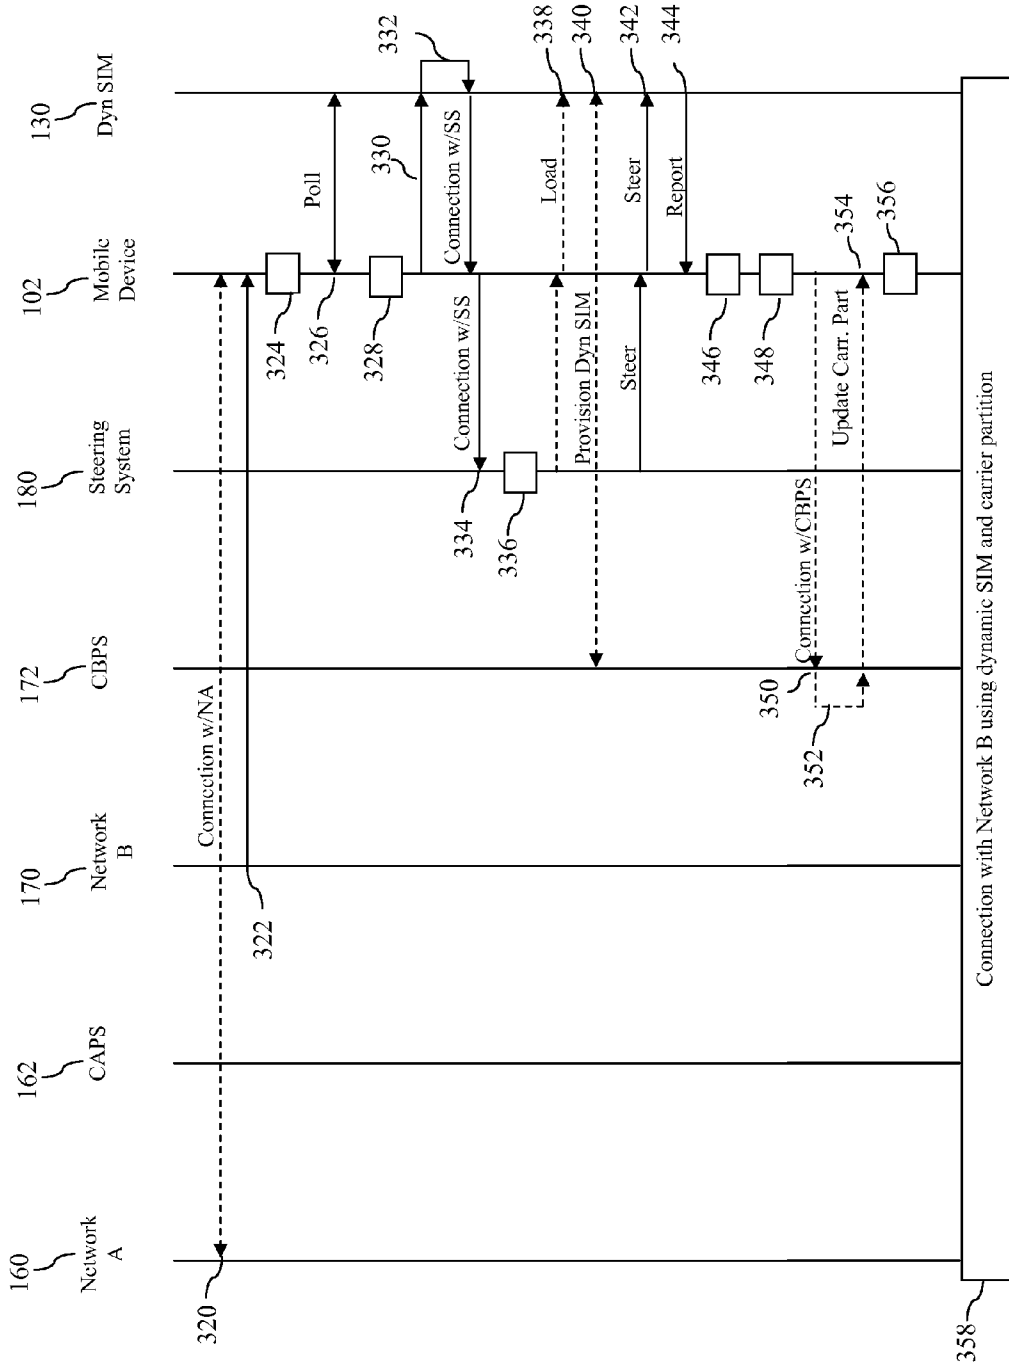 160
162
170
172
180
102
130
Network
A
CAPS
Network
B
CBPS
Steering
System
Mobile
Device
Dyn SIM
Connection w/NA
320
322
324
Poll
326
328
330
332
Connection w/SS
Connection w/SS
334
336
Load
338
Provision Dyn SIM
340
Steer
Steer
342
Report
344
346
348
Connection w/CBPS
350
352
Update Carr. Part
354
356
Connection with Network B using dynamic SIM and carrier partition
358